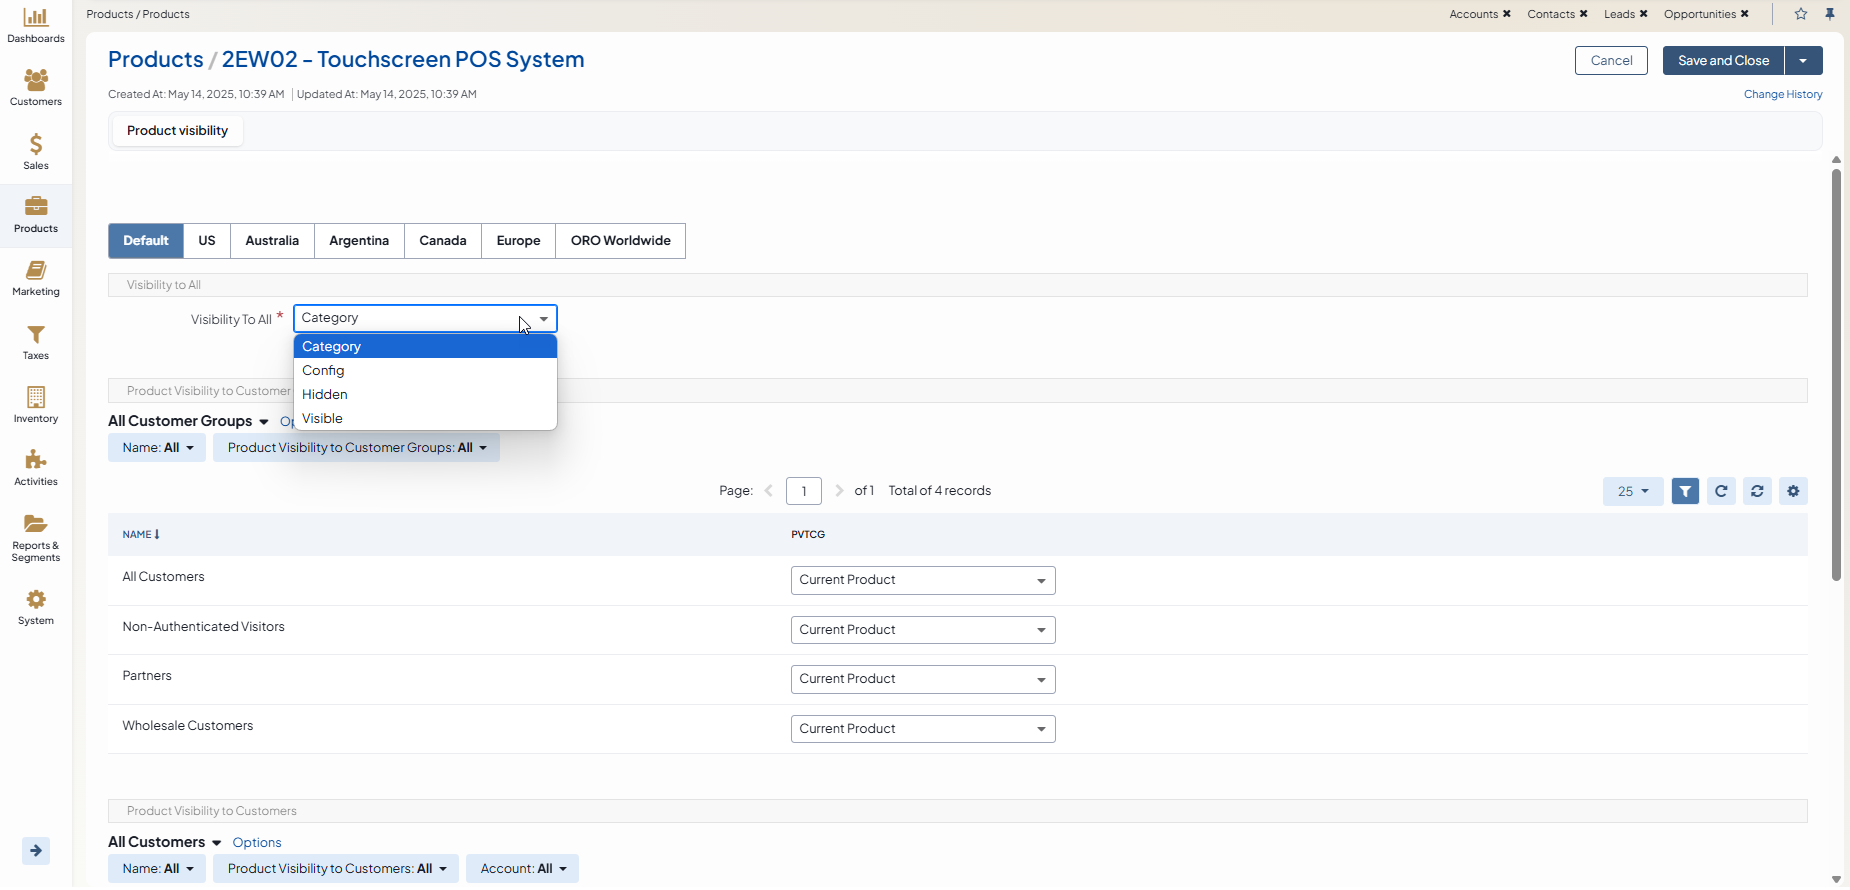 Dashboards
Customers
Sales
Products
Marketing
Taxes
Inventory
Activities
Reports &
Segments
System
Products / Products
Accounts ✖ Contacts ✖ Leads ✖ Opportunities ✖
Products / 2EW02 - Touchscreen POS System
Cancel
Save and Close
Created At: May 14, 2025, 10:39 AM | Updated At: May 14, 2025, 10:39 AM
Change History
Product visibility
Default US Australia Argentina Canada Europe ORO Worldwide
Visibility to All
Visibility To All * Category
Category
Config
Hidden
Visible
Product Visibility to Customer
All Customer Groups
Name: All Product Visibility to Customer Groups: All
Page: 1 of 1 Total of 4 records 25
NAME PVTCG
All Customers Current Product
Non-Authenticated Visitors Current Product
Partners Current Product
Wholesale Customers Current Product
Product Visibility to Customers
All Customers Options
Name: All Product Visibility to Customers: All Account: All